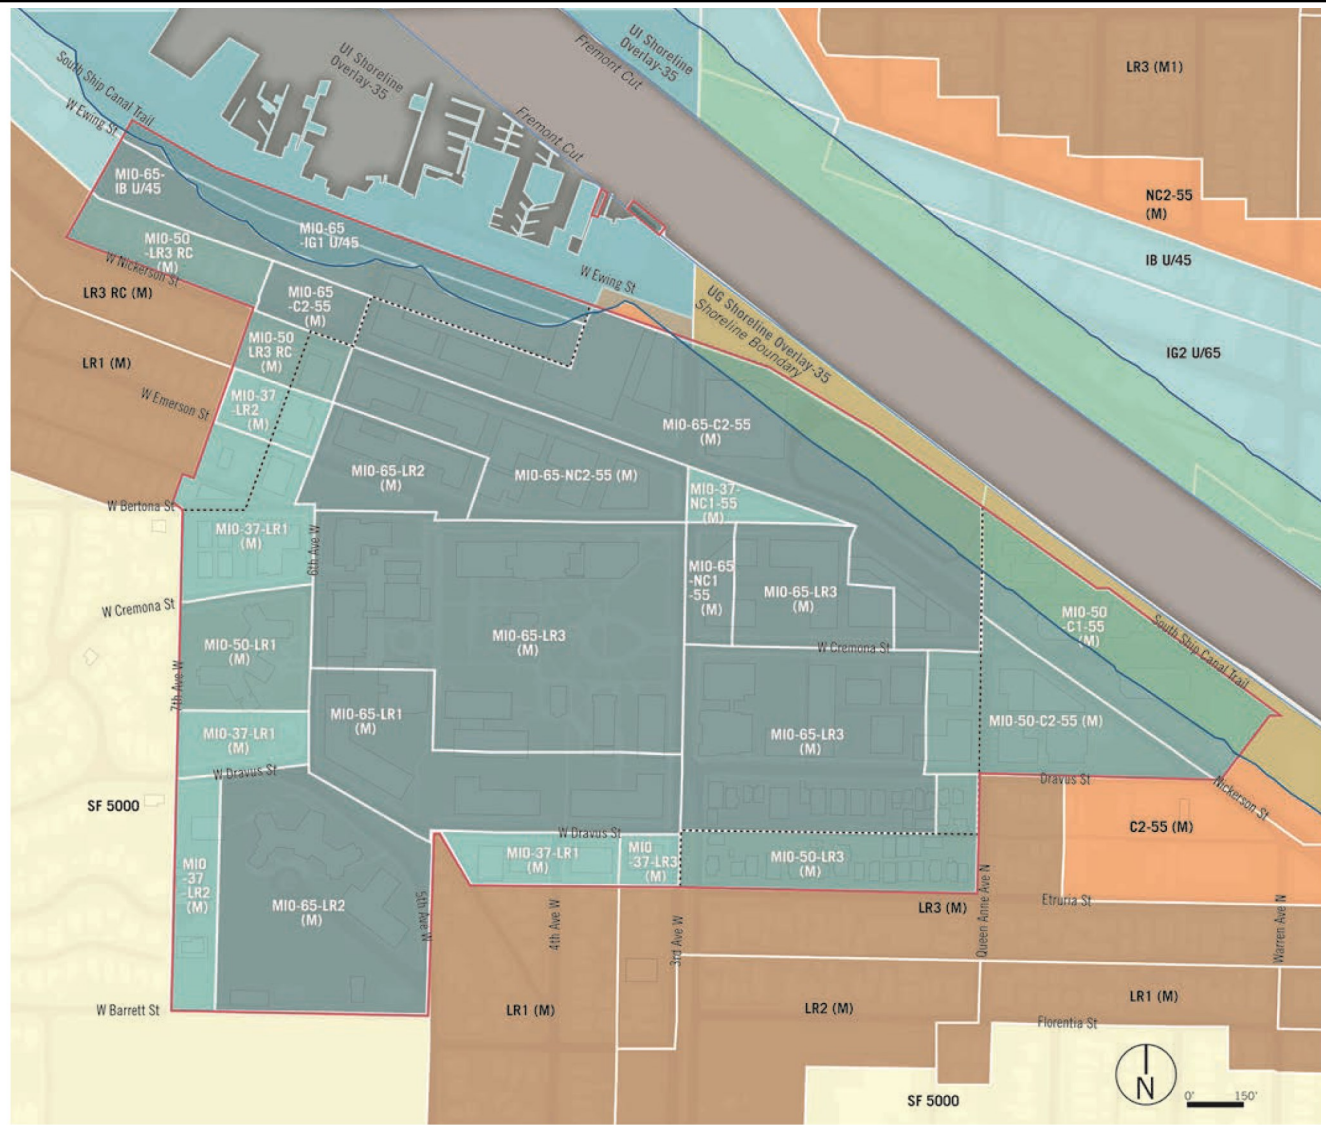 UI Shoreline
Overlay-35
Fremont Cut
UI Shoreline
Overlay-35
Fremont Cut
LR3 (M1)
South Ship Canal Trail
W Ewing St
MIO-65-
IB U/45
MIO-65
-IG1 U/45
NC2-55
(M)
IB U/45
IG2 U/65
MIO-50
-LR3 RC
(M)
W Nickerson St
W Ewing St
LR3 RC (M)
MIO-65
-C2-55
(M)
UG Shoreline Overlay-35
Shoreline Boundary
MIO-50
LR3 RC
(M)
LR1 (M)
MIO-37
-LR2
(M)
W Emerson St
MIO-65-C2-55
(M)
MIO-65-LR2
(M)
MIO-65-NC2-55 (M)
MIO-37-
NC1-55
(M)
W Bertona St
MIO-37-LR1
(M)
6th Ave W
MIO-65
-NC1
-55
(M)
MIO-65-LR3
(M)
W Cremona St
MIO-50
-C1-55
(M)
South Ship Canal Trail
MIO-50-LR1
(M)
MIO-65-LR3
(M)
W Cremona St
7th Ave W
MIO-65-LR1
(M)
MIO-37-LR1
(M)
MIO-65-LR3
(M)
MIO-50-C2-55 (M)
W Dravus St
Dravus St
Nickerson St
SF 5000
C2-55 (M)
W Dravus St
MIO
-37
-LR2
(M)
MIO-37-LR1
(M)
MIO
-37-LR3
(M)
MIO-50-LR3
(M)
MIO-65-LR2
(M)
5th Ave W
4th Ave W
3rd Ave W
LR3 (M)
Queen Anne Ave N
Etruria St
Warren Ave N
W Barrett St
LR1 (M)
LR2 (M)
LR1 (M)
Florentia St
SF 5000
N
0' 150'